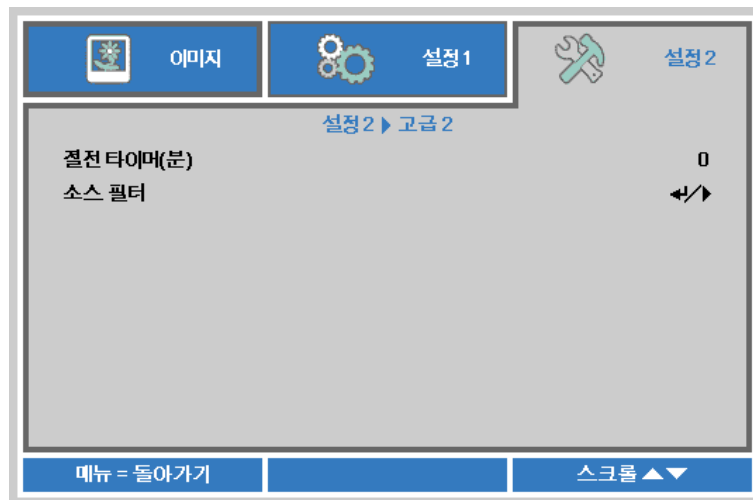 이미지
설정 1
설정 2
설정 2 ▶ 고급 2
절전 타이머(분) 0
소스 필터 ↵/▶
메뉴 = 돌아가기
스크롤 ▲▼